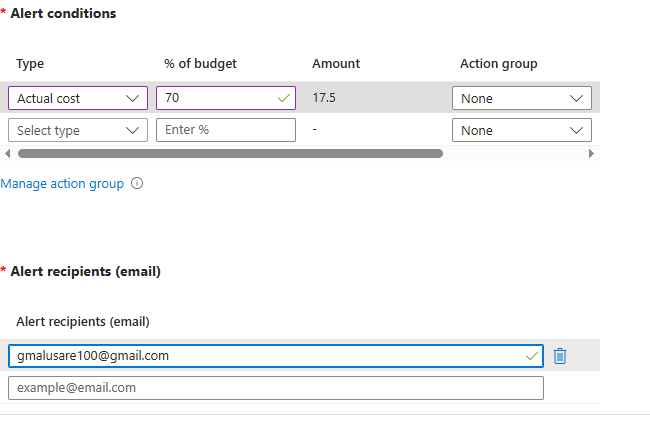 * Alert conditions
Type % of budget Amount Action group
Actual cost 70 17.5 None
Select type Enter % - None
Manage action group
* Alert recipients (email)
Alert recipients (email)
gmalusare100@gmail.com
example@email.com